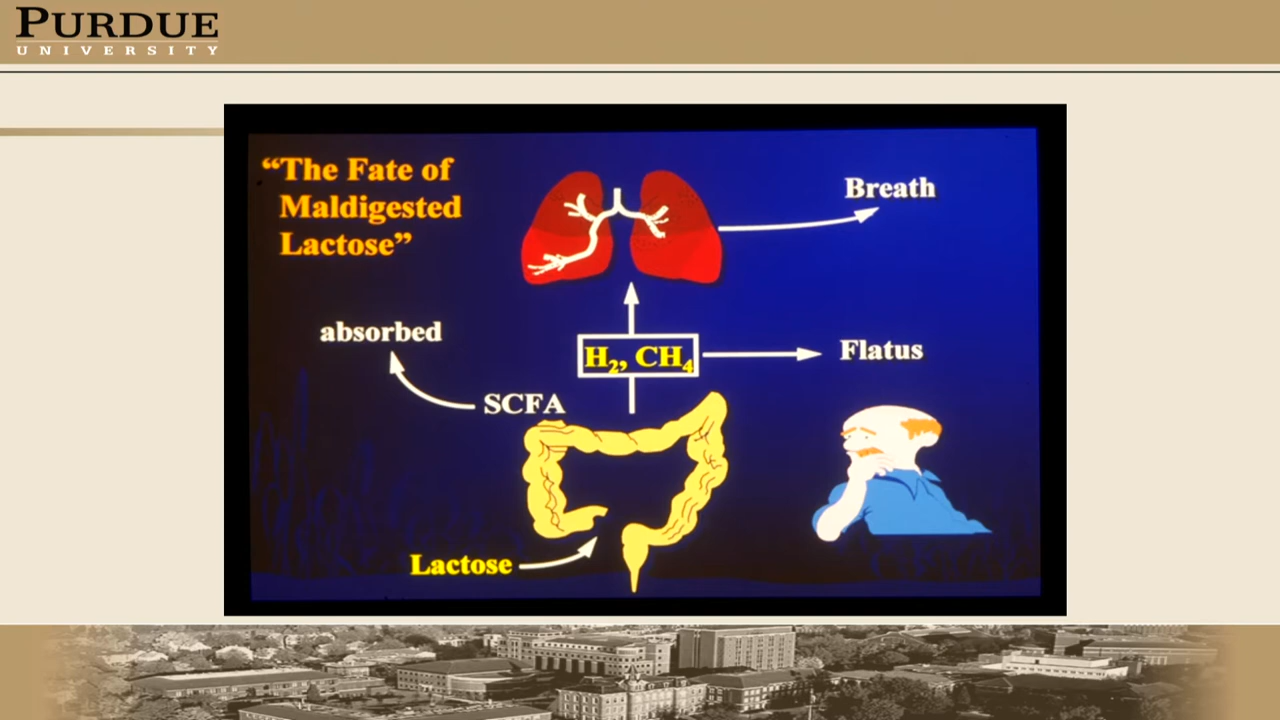 PURDUE
UNIVERSITY
“The Fate of
Maldigested
Lactose”
Breath
absorbed
H₂, CH₄
Flatus
SCFA
Lactose